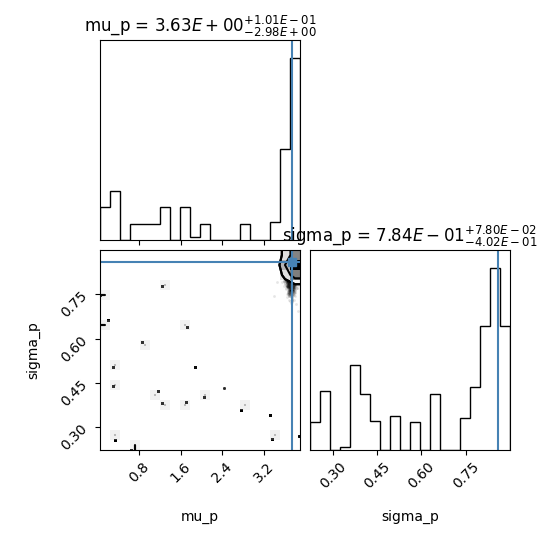 mu_p = 3.63E + 00+1.01E−01 −2.98E+00
sigma_p = 7.84E − 01+7.80E−02 −4.02E−01
sigma_p
0.75
0.60
0.45
0.30
0.8 1.6 2.4 3.2
mu_p
0.30 0.45 0.60 0.75
sigma_p